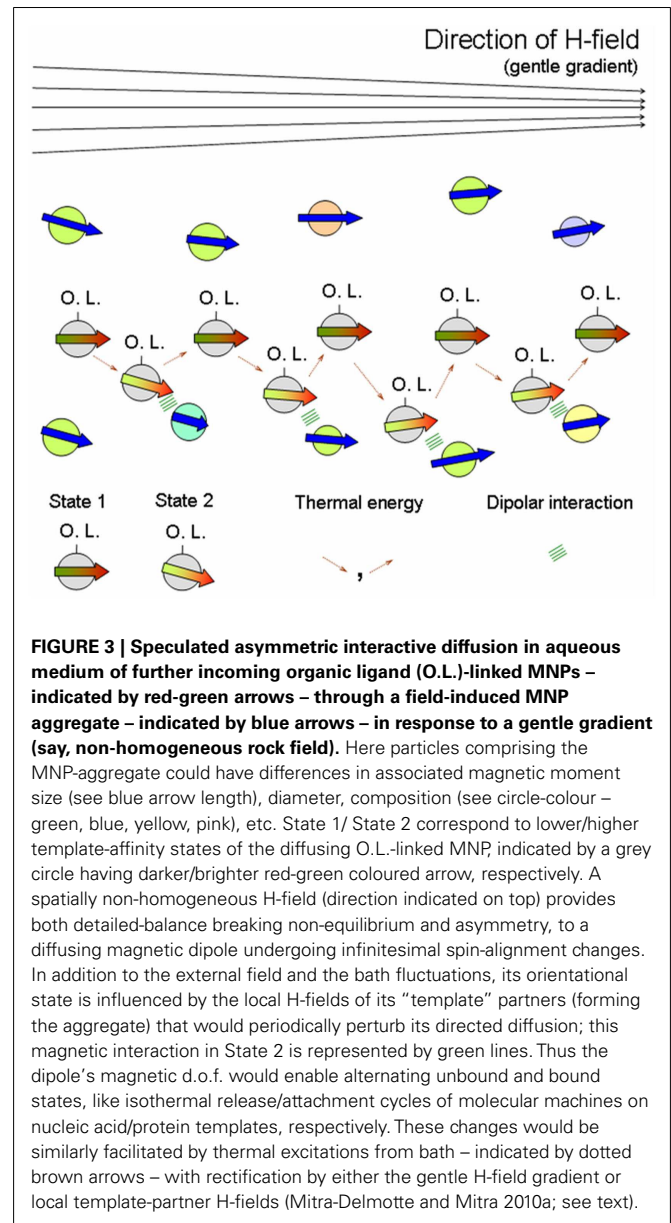 Direction of H-field
(gentle gradient)
O. L.
O. L.
O. L.
O. L.
O. L.
O. L.
O. L.
O. L.
O. L.
State 1
State 2
Thermal energy
Dipolar interaction
O. L.
O. L.
,
FIGURE 3 | Speculated asymmetric interactive diffusion in aqueous
medium of further incoming organic ligand (O.L.)-linked MNPs –
indicated by red-green arrows – through a field-induced MNP
aggregate – indicated by blue arrows – in response to a gentle gradient
(say, non-homogeneous rock field). Here particles comprising the
MNP-aggregate could have differences in associated magnetic moment
size (see blue arrow length), diameter, composition (see circle-colour –
green, blue, yellow, pink), etc. State 1/ State 2 correspond to lower/higher
template-affinity states of the diffusing O.L.-linked MNP, indicated by a grey
circle having darker/brighter red-green coloured arrow, respectively. A
spatially non-homogeneous H-field (direction indicated on top) provides
both detailed-balance breaking non-equilibrium and asymmetry, to a
diffusing magnetic dipole undergoing infinitesimal spin-alignment changes.
In addition to the external field and the bath fluctuations, its orientational
state is influenced by the local H-fields of its “template” partners (forming
the aggregate) that would periodically perturb its directed diffusion; this
magnetic interaction in State 2 is represented by green lines. Thus the
dipole’s magnetic d.o.f. would enable alternating unbound and bound
states, like isothermal release/attachment cycles of molecular machines on
nucleic acid/protein templates, respectively. These changes would be
similarly facilitated by thermal excitations from bath – indicated by dotted
brown arrows – with rectification by either the gentle H-field gradient or
local template-partner H-fields (Mitra-Delmotte and Mitra 2010a; see text).